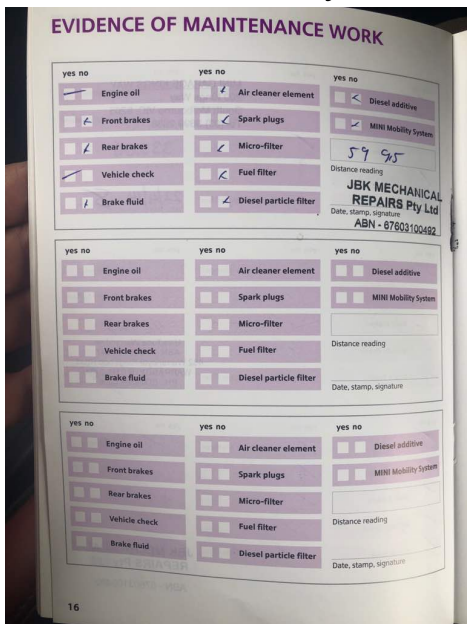 EVIDENCE OF MAINTENANCE WORK
yes no
Engine oil
Front brakes
Rear brakes
Vehicle check
Brake fluid
yes no
Air cleaner element
Spark plugs
Micro-filter
Fuel filter
Diesel particle filter
yes no
Diesel additive
MINI Mobility System
59 915
Distance reading
JBK MECHANICAL
REPAIRS Pty Ltd
Date, stamp, signature
ABN - 67603100492
yes no
Engine oil
Front brakes
Rear brakes
Vehicle check
Brake fluid
yes no
Air cleaner element
Spark plugs
Micro-filter
Fuel filter
Diesel particle filter
yes no
Diesel additive
MINI Mobility System
Distance reading
Date, stamp, signature
yes no
Engine oil
Front brakes
Rear brakes
Vehicle check
Brake fluid
yes no
Air cleaner element
Spark plugs
Micro-filter
Fuel filter
Diesel particle filter
yes no
Diesel additive
MINI Mobility System
Distance reading
Date, stamp, signature
16